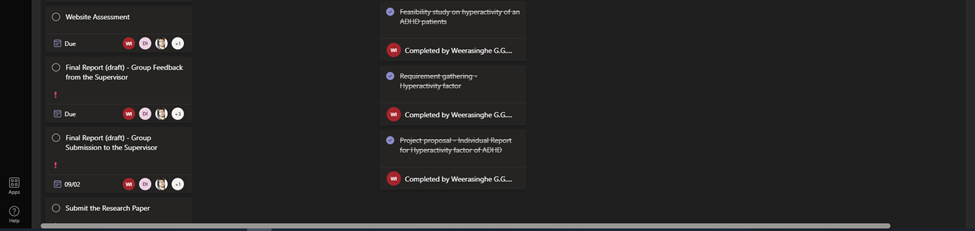 Website Assessment
Due
WI
DI
+1
Final Report (draft) - Group Feedback
from the Supervisor
!
Due
WI
DI
+3
Final Report (draft) - Group
Submission to the Supervisor
!
09/02
WI
DI
+1
Submit the Research Paper
Feasibility study on hyperactivity of an
ADHD patients
WI
Completed by Weerasinghe G.G....
Requirement gathering -
Hyperactivity factor
WI
Completed by Weerasinghe G.G....
Project proposal - Individual Report
for Hyperactivity factor of ADHD
WI
Completed by Weerasinghe G.G....
Apps
Help